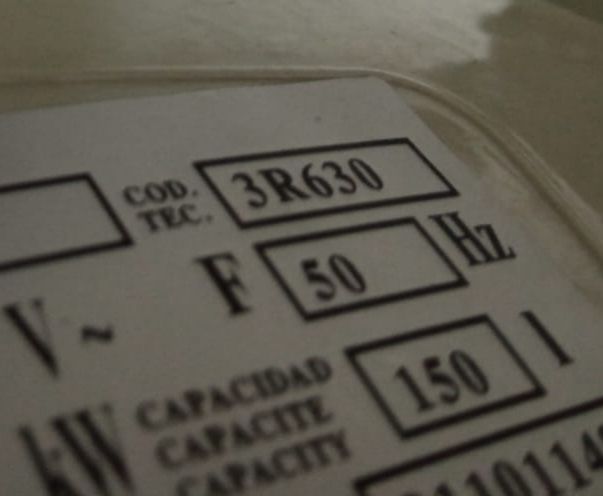 COD. TEC. 3R630
V ~ F 50 Hz
kW CAPACIDAD 150 l
CAPACITE
CAPACITY